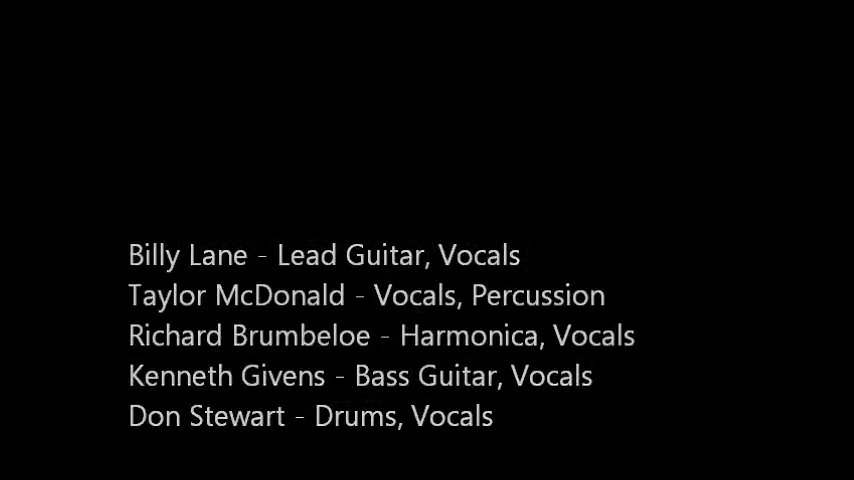 Billy Lane - Lead Guitar, Vocals
Taylor McDonald - Vocals, Percussion
Richard Brumbeloe - Harmonica, Vocals
Kenneth Givens - Bass Guitar, Vocals
Don Stewart - Drums, Vocals